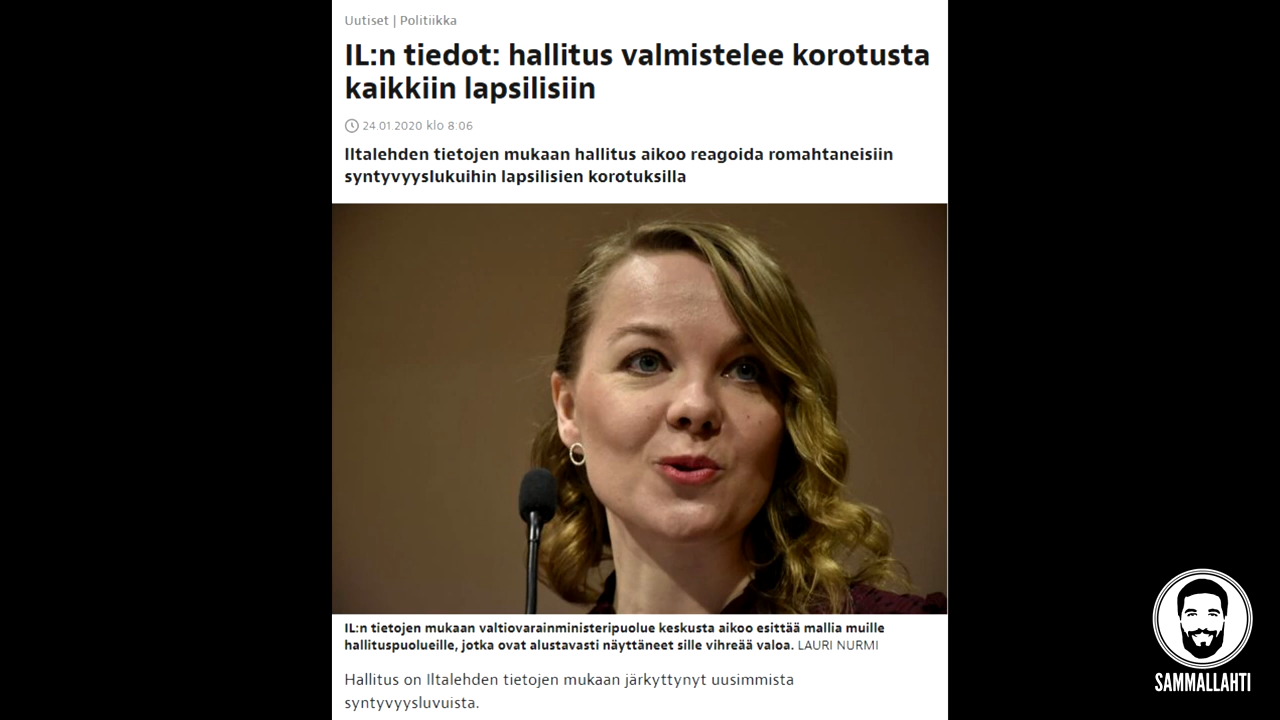 Uutiset | Politiikka
IL:n tiedot: hallitus valmistelee korotusta
kaikkiin lapsilisiin
24.01.2020 klo 8:06
Iltalehden tietojen mukaan hallitus aikoo reagoida romahtaneisiin
syntyvyyslukuihin lapsilisien korotuksilla
IL:n tietojen mukaan valtiovarainministeripuolue keskusta aikoo esittää mallia muille
hallituspuolueille, jotka ovat alustavasti näyttäneet sille vihreää valoa. LAURI NURMI
Hallitus on Iltalehden tietojen mukaan järkyttynyt uusimmista
syntyvyysluvuista.
SAMMALLAHTI